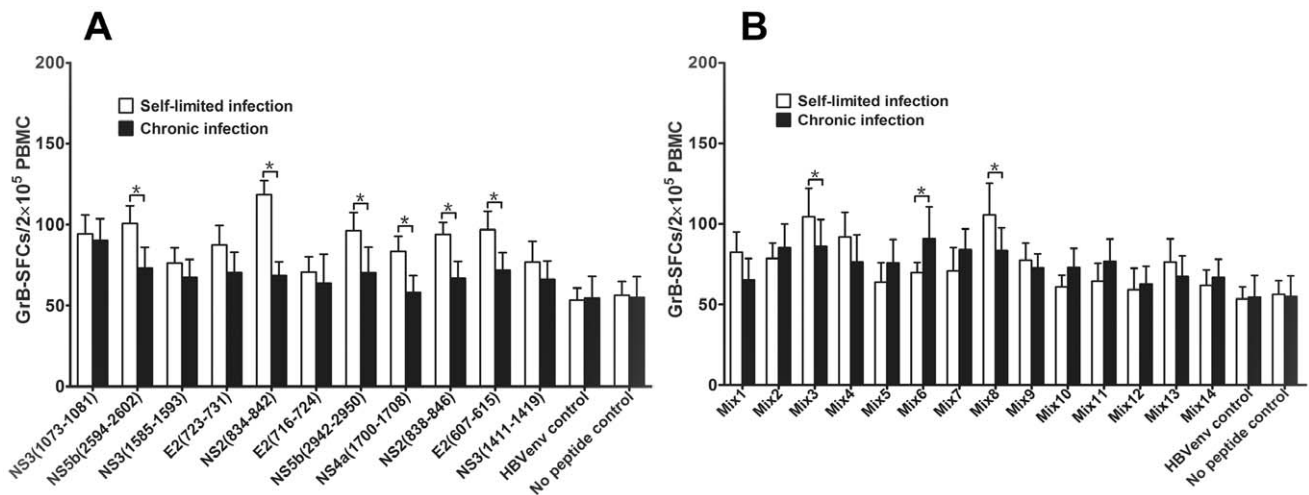 A
200
150
100
50
0
GrB-SFCs/2×10⁵ PBMC
Self-limited infection
Chronic infection
*
*
*
*
*
*
NS3(1073-1081)
NS5b(2594-2602)
NS3(1585-1593)
E2(723-731)
NS2(834-842)
E2(716-724)
NS5b(2942-2950)
NS4a(1700-1708)
NS2(838-846)
E2(607-615)
NS3(1411-1419)
HBVenv control
No peptide control
B
200
150
100
50
0
GrB-SFCs/2×10⁵ PBMC
Self-limited infection
Chronic infection
*
*
*
Mix1
Mix2
Mix3
Mix4
Mix5
Mix6
Mix7
Mix8
Mix9
Mix10
Mix11
Mix12
Mix13
Mix14
HBVenv control
No peptide control